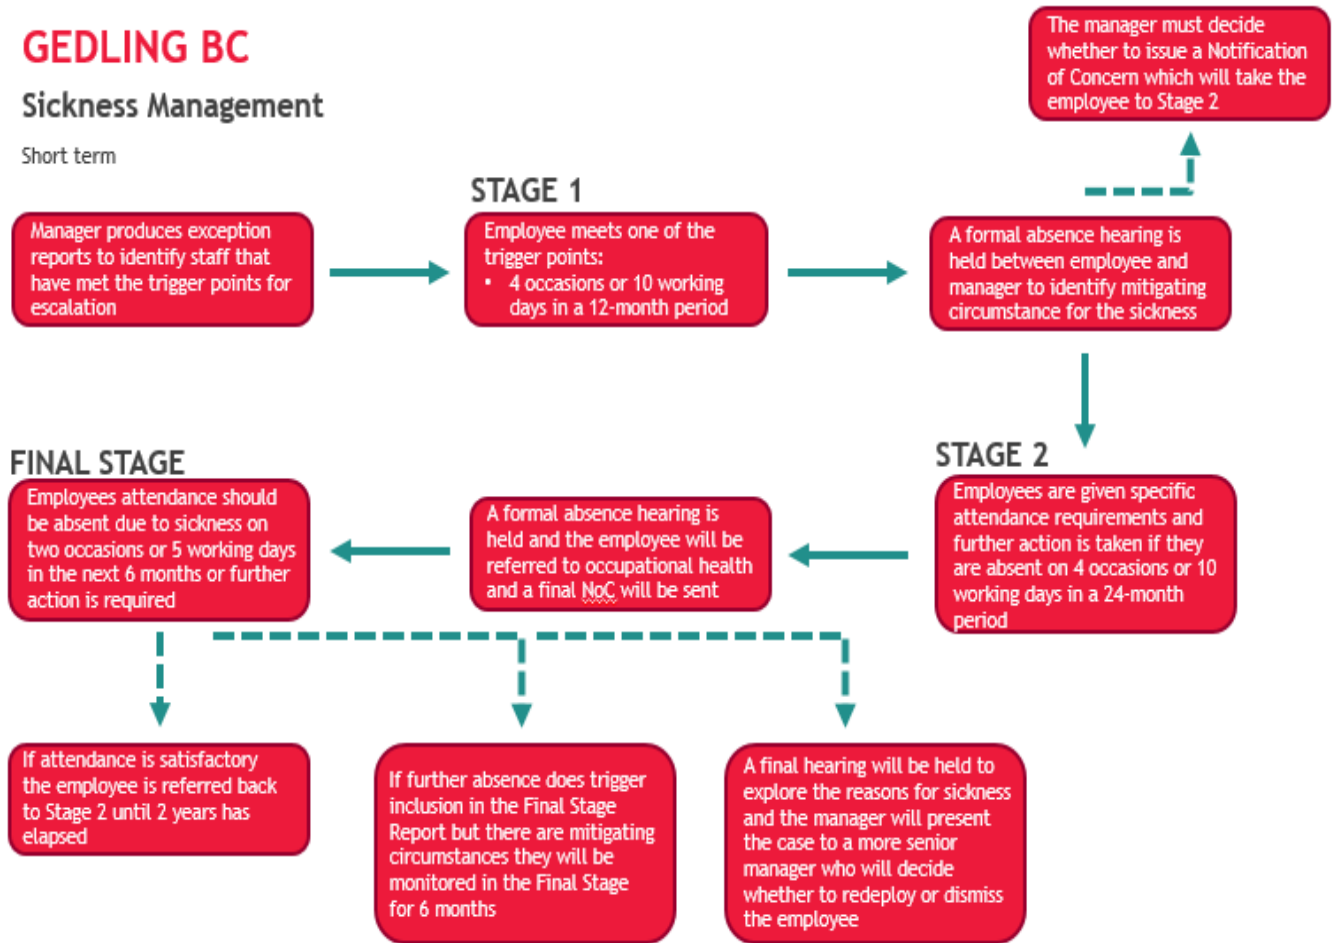 GEDLING BC
Sickness Management
Short term
The manager must decide
whether to issue a Notification
of Concern which will take the
employee to Stage 2
Manager produces exception
reports to identify staff that
have met the trigger points for
escalation
STAGE 1
Employee meets one of the
trigger points:
• 4 occasions or 10 working
days in a 12-month period
A formal absence hearing is
held between employee and
manager to identify mitigating
circumstance for the sickness
STAGE 2
Employees are given specific
attendance requirements and
further action is taken if they
are absent on 4 occasions or 10
working days in a 24-month
period
A formal absence hearing is
held and the employee will be
referred to occupational health
and a final NoC will be sent
FINAL STAGE
Employees attendance should
be absent due to sickness on
two occasions or 5 working days
in the next 6 months or further
action is required
If attendance is satisfactory
the employee is referred back
to Stage 2 until 2 years has
elapsed
If further absence does trigger
inclusion in the Final Stage
Report but there are mitigating
circumstances they will be
monitored in the Final Stage
for 6 months
A final hearing will be held to
explore the reasons for sickness
and the manager will present
the case to a more senior
manager who will decide
whether to redeploy or dismiss
the employee